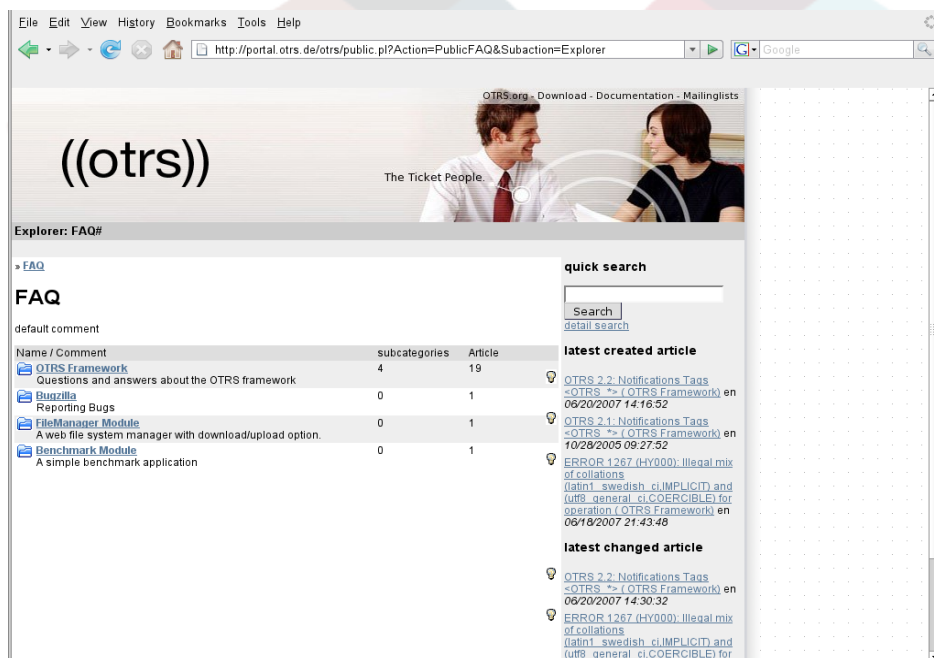 File Edit View History Bookmarks Tools Help
http://portal.otrs.de/otrs/public.pl?Action=PublicFAQ&Subaction=Explorer
G Google
OTRS.org - Download - Documentation - Mailinglists
((otrs))
The Ticket People.
Explorer: FAQ#
» FAQ
FAQ
default comment
Name / Comment subcategories Article
OTRS Framework 4 19
Questions and answers about the OTRS framework
Bugzilla 0 1
Reporting Bugs
FileManager Module 0 1
A web file system manager with download/upload option.
Benchmark Module 0 1
A simple benchmark application
quick search
Search
detail search
latest created article
OTRS 2.2: Notifications Tags
<OTRS_*> ( OTRS Framework) en
06/20/2007 14:16:52
OTRS 2.1: Notifications Tags
<OTRS_*> ( OTRS Framework) en
10/28/2005 09:27:52
ERROR 1267 (HY000): Illegal mix
of collations
(latin1_swedish_ci,IMPLICIT) and
(utf8_general_ci,COERCIBLE) for
operation ( OTRS Framework) en
06/18/2007 21:43:48
latest changed article
OTRS 2.2: Notifications Tags
<OTRS_*> ( OTRS Framework) en
06/20/2007 14:30:32
ERROR 1267 (HY000): Illegal mix
of collations
(latin1_swedish_ci,IMPLICIT) and
(utf8_general_ci,COERCIBLE) for